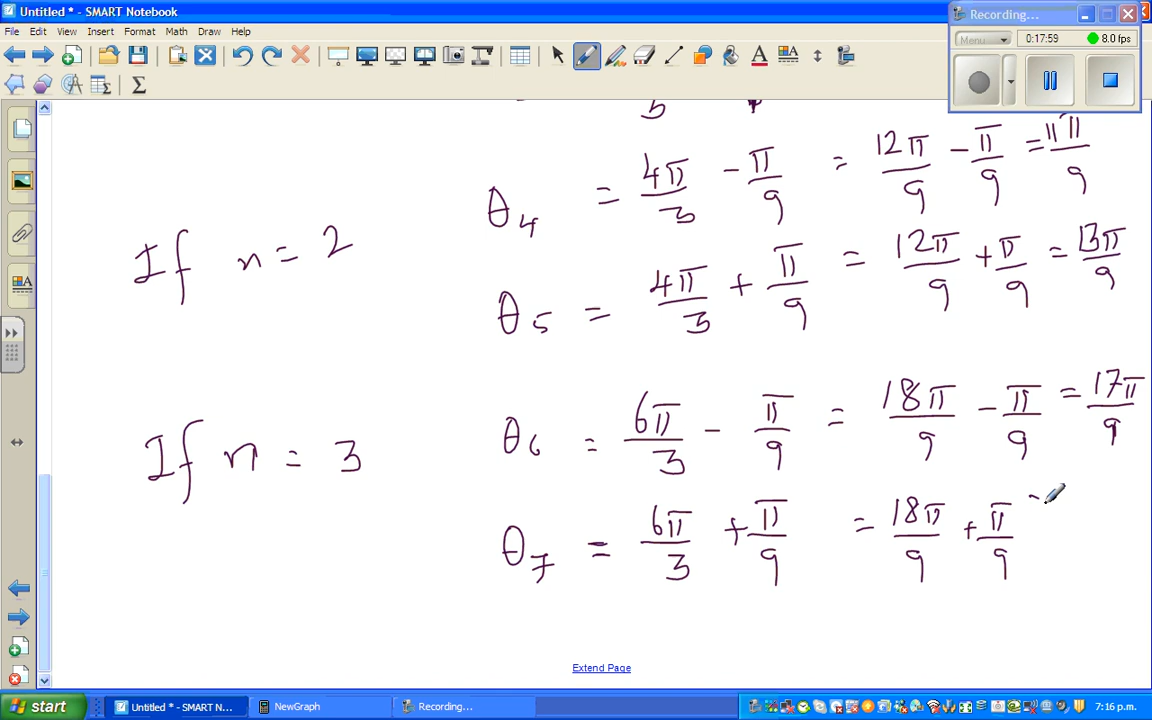 Untitled * - SMART Notebook
Recording...
File Edit View Insert Format Math Draw Help
Menu 0:17:59 8.0 fps
3
θ4 = 4π/3 - π/9 = 12π/9 - π/9 = 11π/9
If n = 2
θ5 = 4π/3 + π/9 = 12π/9 + π/9 = 13π/9
θ6 = 6π/3 - π/9 = 18π/9 - π/9 = 17π/9
If n = 3
θ7 = 6π/3 + π/9 = 18π/9 + π/9
Extend Page
start Untitled * - SMART N... NewGraph Recording... 7:16 p.m.